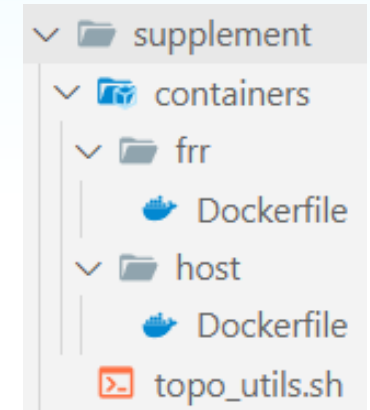 supplement
containers
frr
Dockerfile
host
Dockerfile
topo_utils.sh